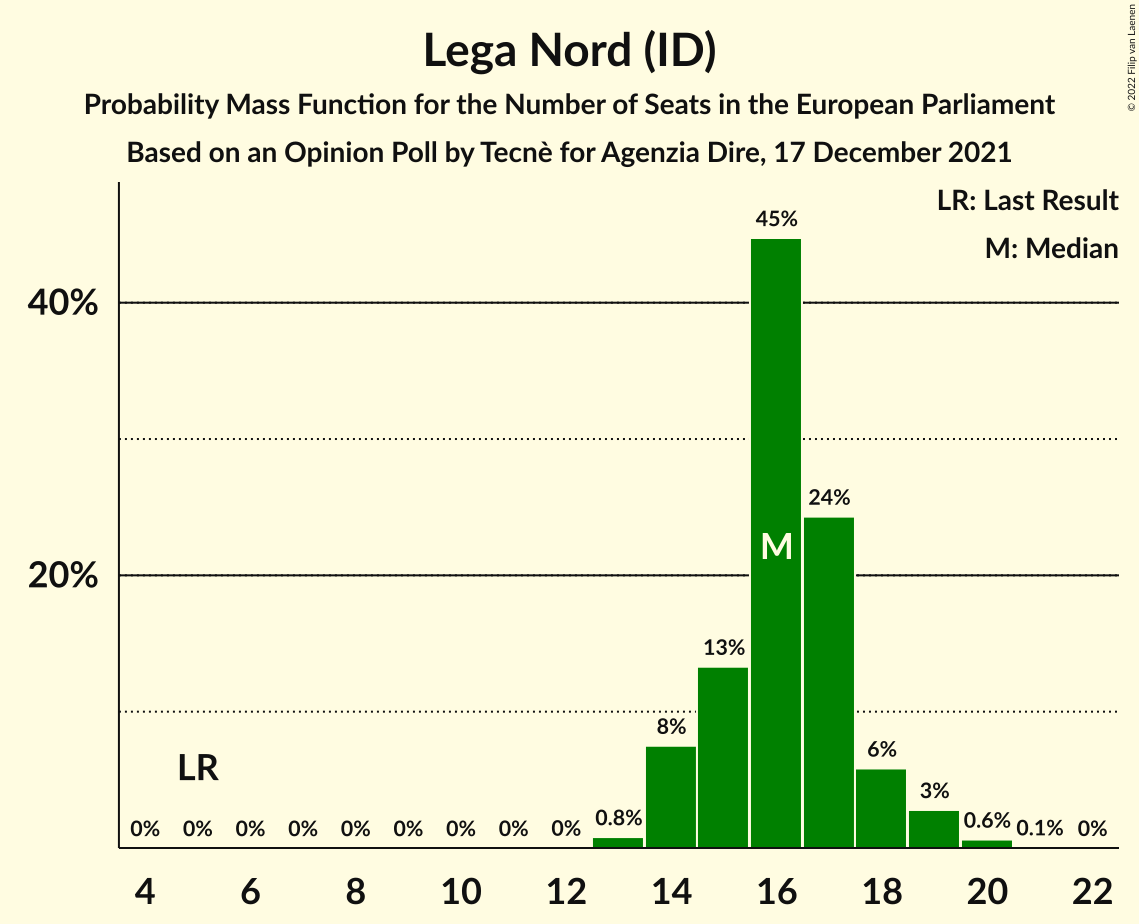 Lega Nord (ID)
Probability Mass Function for the Number of Seats in the European Parliament
Based on an Opinion Poll by Tecnè for Agenzia Dire, 17 December 2021
© 2022 Filip van Laenen
LR: Last Result
M: Median
40%
20%
45%
24%
13%
8%
6%
3%
0.8%
0.6%
0.1%
0%
0%
0%
0%
0%
0%
0%
0%
0%
0%
LR
M
4 6 8 10 12 14 16 18 20 22